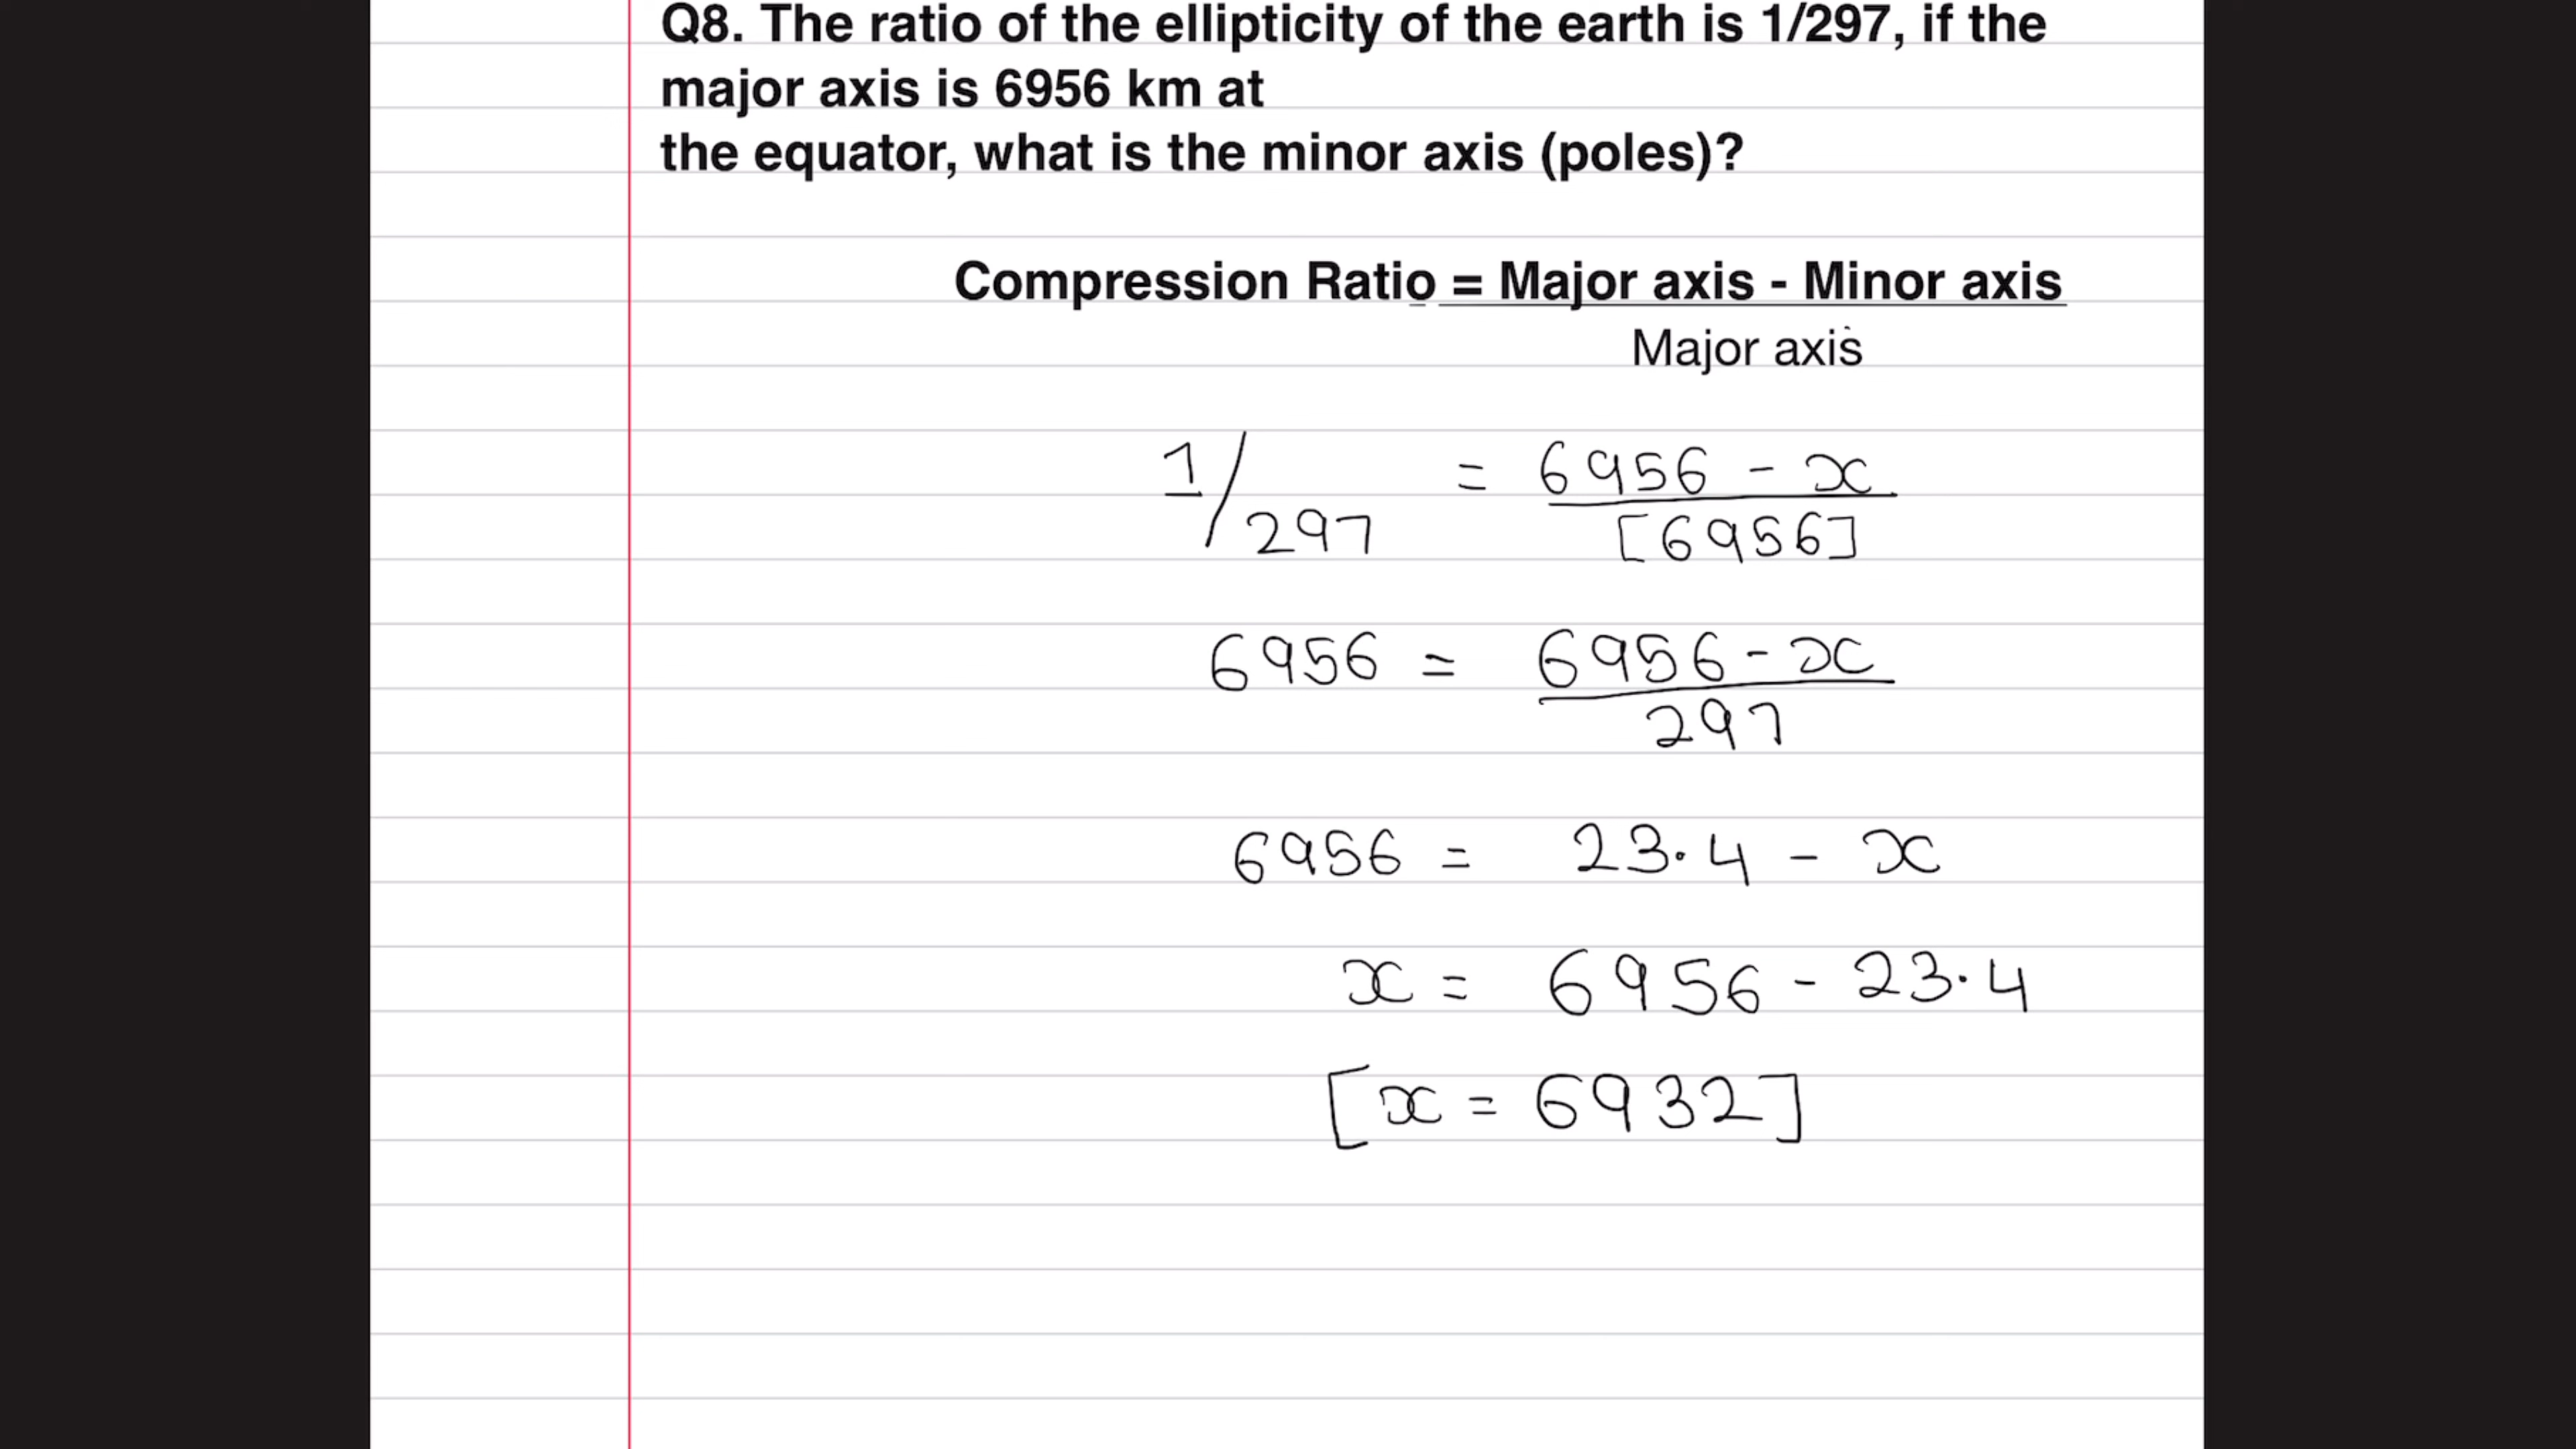 Q8. The ratio of the ellipticity of the earth is 1/297, if the
major axis is 6956 km at
the equator, what is the minor axis (poles)?
Compression Ratio = Major axis - Minor axis
Major axis
1/297 = 6956 - x
[6956]
6956 = 6956 - x
297
6956 = 23.4 - x
x = 6956 - 23.4
[x = 6932]